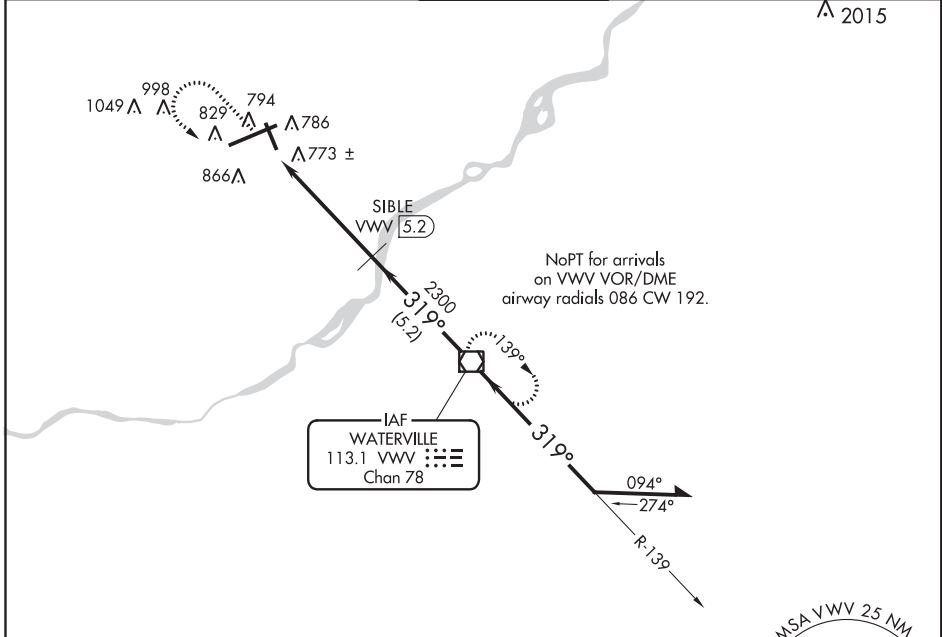 2015
998
1049
794
829
786
773 ±
866
SIBLE
VWV 5.2
NoPT for arrivals
on VWV VOR/DME
airway radials 086 CW 192.
2300
319°
(5.2)
139°
IAF
WATERVILLE
113.1 VWV
Chan 78
319°
094°
274°
R-139
MSA VWV 25 NM